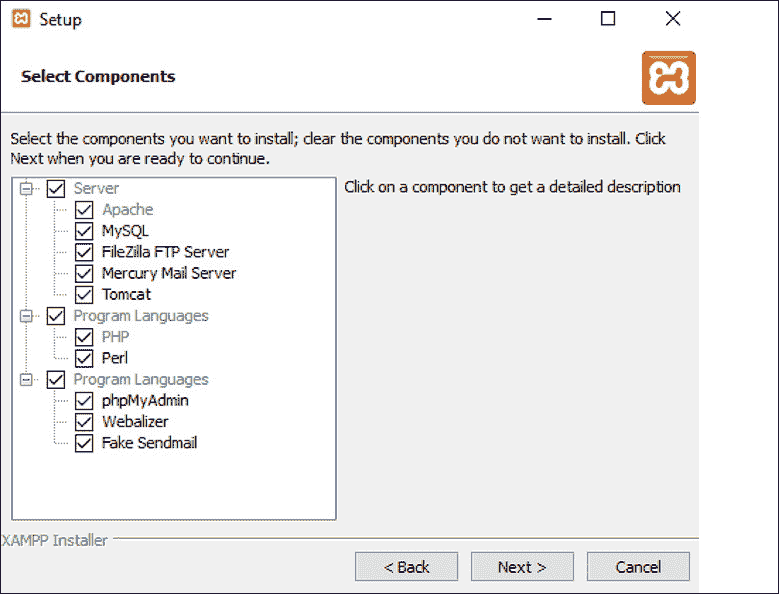 Setup
Select Components
Select the components you want to install; clear the components you do not want to install. Click
Next when you are ready to continue.
Server
Apache
MySQL
FileZilla FTP Server
Mercury Mail Server
Tomcat
Program Languages
PHP
Perl
Program Languages
phpMyAdmin
Webalizer
Fake Sendmail
Click on a component to get a detailed description
XAMPP Installer
< Back
Next >
Cancel